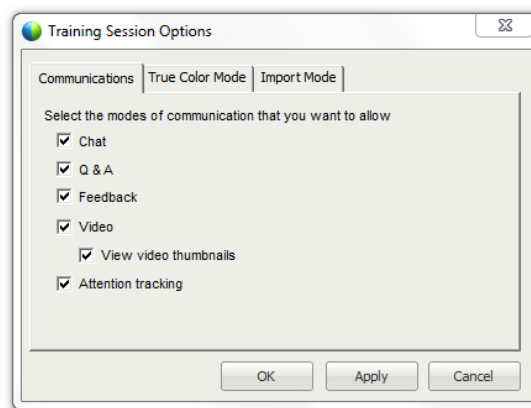 Training Session Options
Communications True Color Mode Import Mode
Select the modes of communication that you want to allow
Chat
Q & A
Feedback
Video
View video thumbnails
Attention tracking
OK Apply Cancel